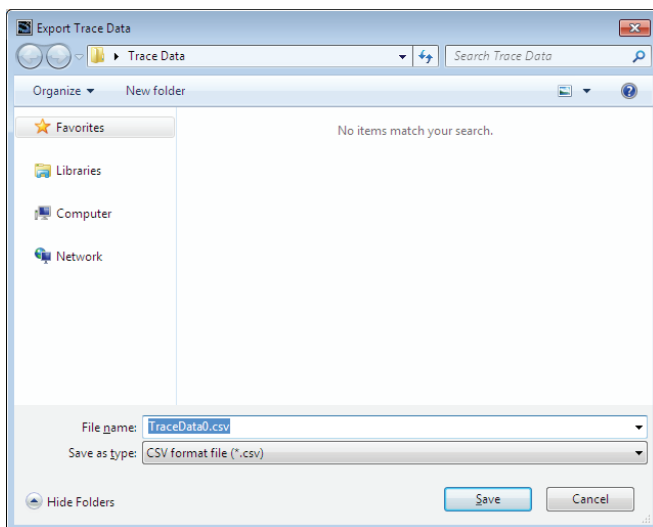 Export Trace Data
Trace Data
Search Trace Data
Organize
New folder
Favorites
Libraries
Computer
Network
No items match your search.
File name: TraceData0.csv
Save as type: CSV format file (*.csv)
Hide Folders
Save
Cancel